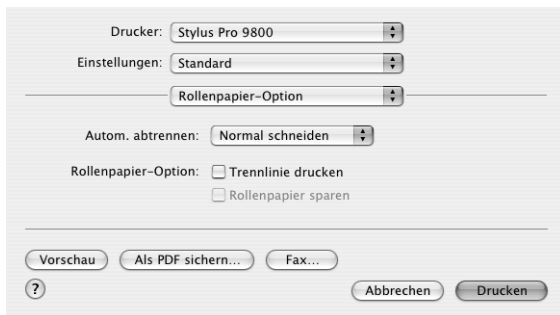 Drucker: Stylus Pro 9800
Einstellungen: Standard
Rollenpapier-Option
Autom. abtrennen: Normal schneiden
Rollenpapier-Option: Trennlinie drucken
Rollenpapier sparen
Vorschau Als PDF sichern... Fax...
? Abbrechen Drucken